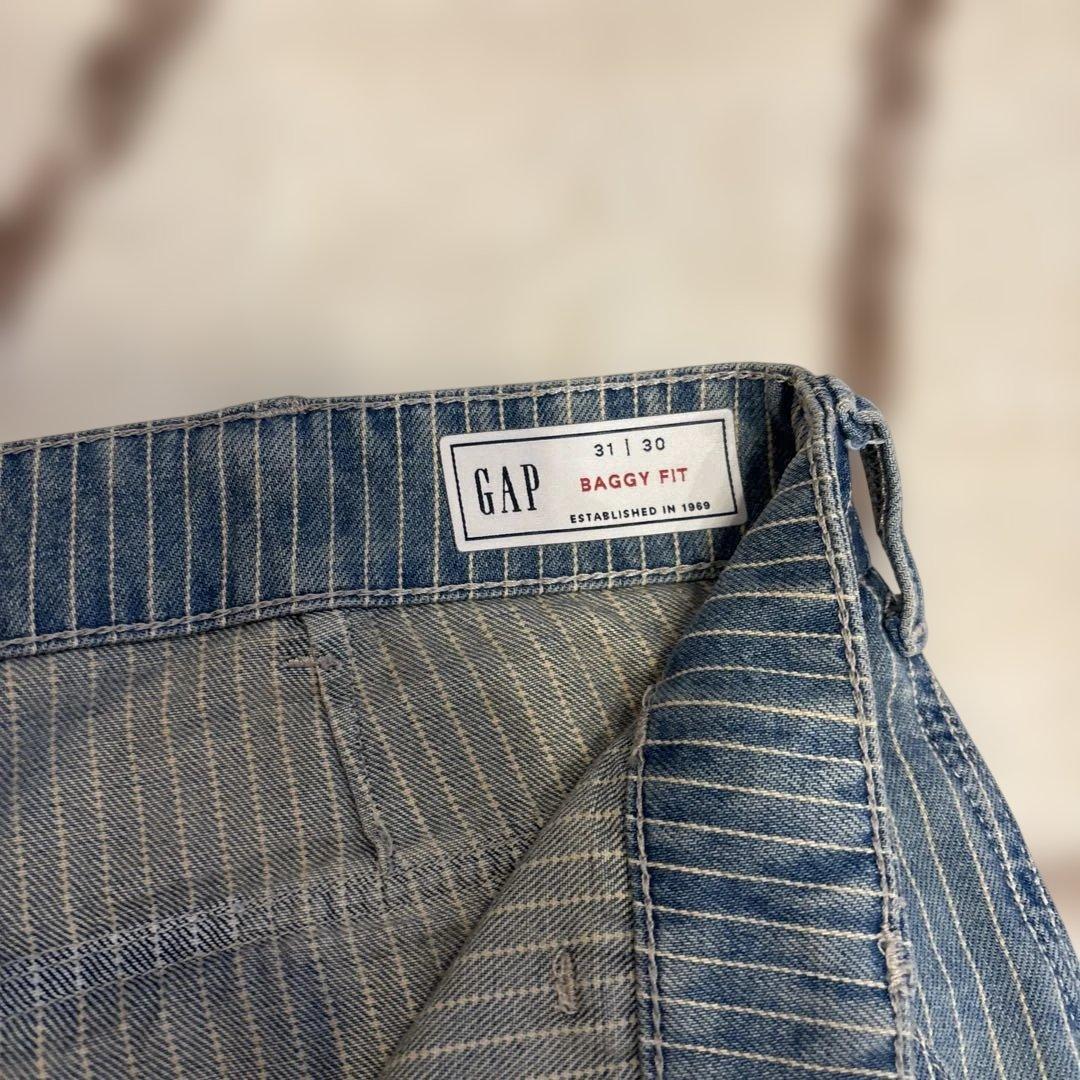 GAP
31 | 30
BAGGY FIT
ESTABLISHED IN 1969